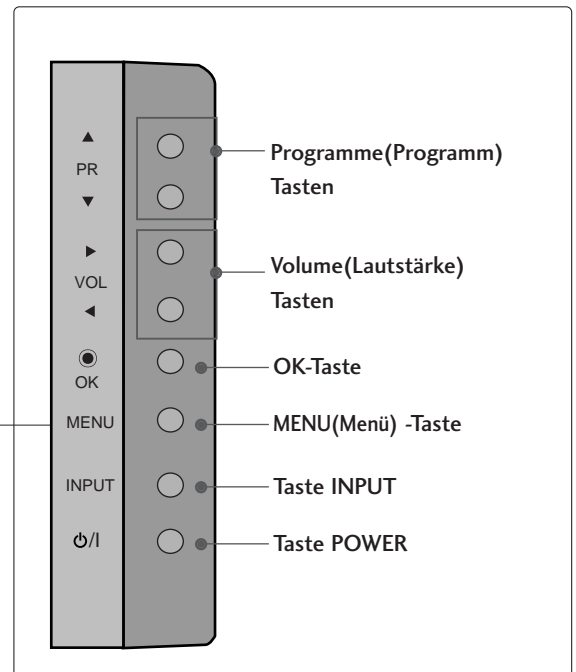 PR
VOL
OK
MENU
INPUT
/I
Programme(Programm)
Tasten
Volume(Lautstärke)
Tasten
OK-Taste
MENU(Menü) -Taste
Taste INPUT
Taste POWER